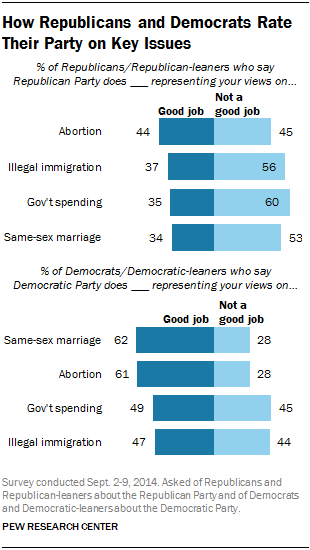 How Republicans and Democrats Rate
Their Party on Key Issues
% of Republicans/Republican-leaners who say
Republican Party does ___ representing your views on...
Good job
Not a
good job
Abortion 44 45
Illegal immigration 37 56
Gov't spending 35 60
Same-sex marriage 34 53
% of Democrats/Democratic-leaners who say
Democratic Party does ___ representing your views on...
Good job
Not a
good job
Same-sex marriage 62 28
Abortion 61 28
Gov't spending 49 45
Illegal immigration 47 44
Survey conducted Sept. 2-9, 2014. Asked of Republicans and
Republican-leaners about the Republican Party and of Democrats
and Democratic-leaners about the Democratic Party.
PEW RESEARCH CENTER